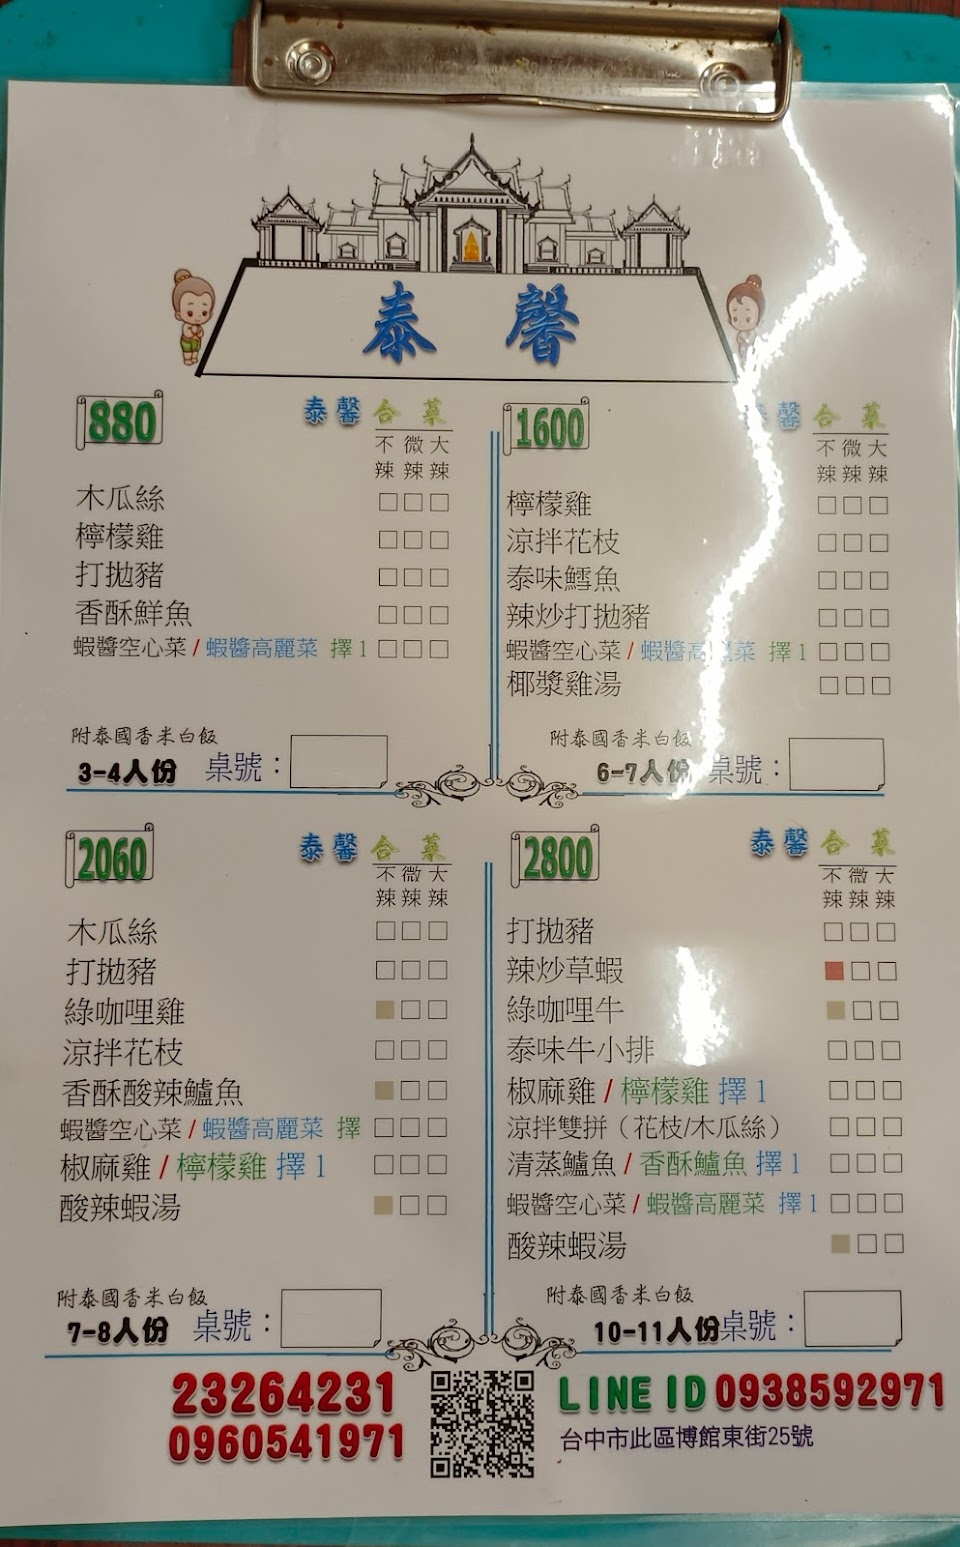 泰馨
880
泰馨合菜
不辣 微辣 大辣
木瓜絲
檸檬雞
打拋豬
香酥鮮魚
蝦醬空心菜/蝦醬高麗菜 擇1
附泰國香米白飯
3-4人份 桌號：
1600
馨合菜
不辣 微辣 大辣
檸檬雞
涼拌花枝
泰味鱈魚
辣炒打拋豬
蝦醬空心菜/蝦醬高麗菜 擇1
椰漿雞湯
附泰國香米白飯
6-7人份 桌號：
2060
泰馨合菜
不辣 微辣 大辣
木瓜絲
打拋豬
綠咖哩雞
涼拌花枝
香酥酸辣鱸魚
蝦醬空心菜/蝦醬高麗菜 擇
椒麻雞/檸檬雞 擇1
酸辣蝦湯
附泰國香米白飯
7-8人份 桌號：
2800
泰馨合菜
不辣 微辣 大辣
打拋豬
辣炒草蝦
綠咖哩牛
泰味牛小排
椒麻雞/檸檬雞 擇1
涼拌雙拼（花枝/木瓜絲）
清蒸鱸魚/香酥鱸魚 擇1
蝦醬空心菜/蝦醬高麗菜 擇1
酸辣蝦湯
附泰國香米白飯
10-11人份桌號：
23264231
0960541971
LINE ID 0938592971
台中市此區博館東街25號